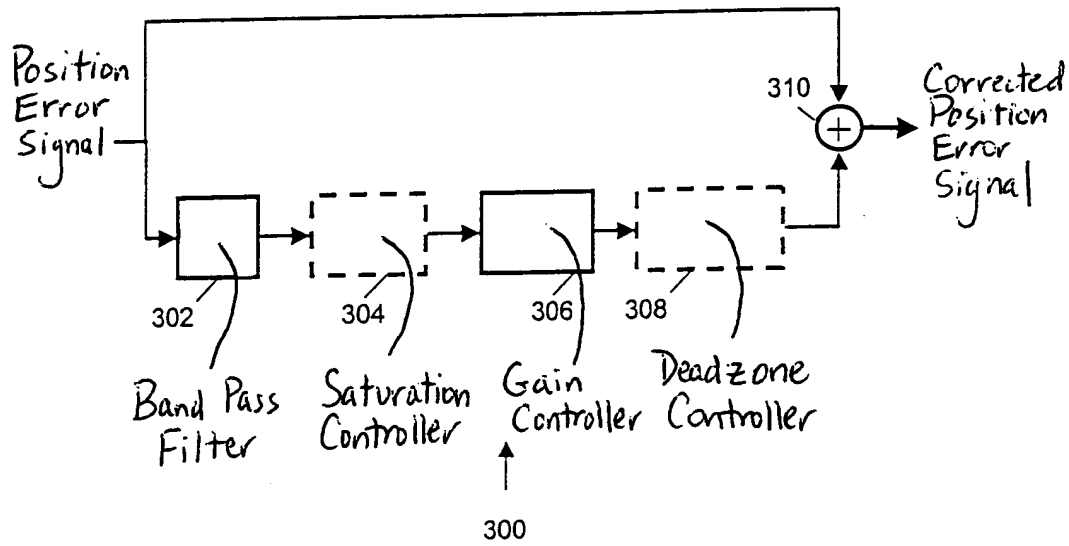 Position
Error
Signal
310
Corrected
Position
Error
Signal
302
304
306
308
Band Pass
Filter
Saturation
Controller
Gain
Controller
Deadzone
Controller
300